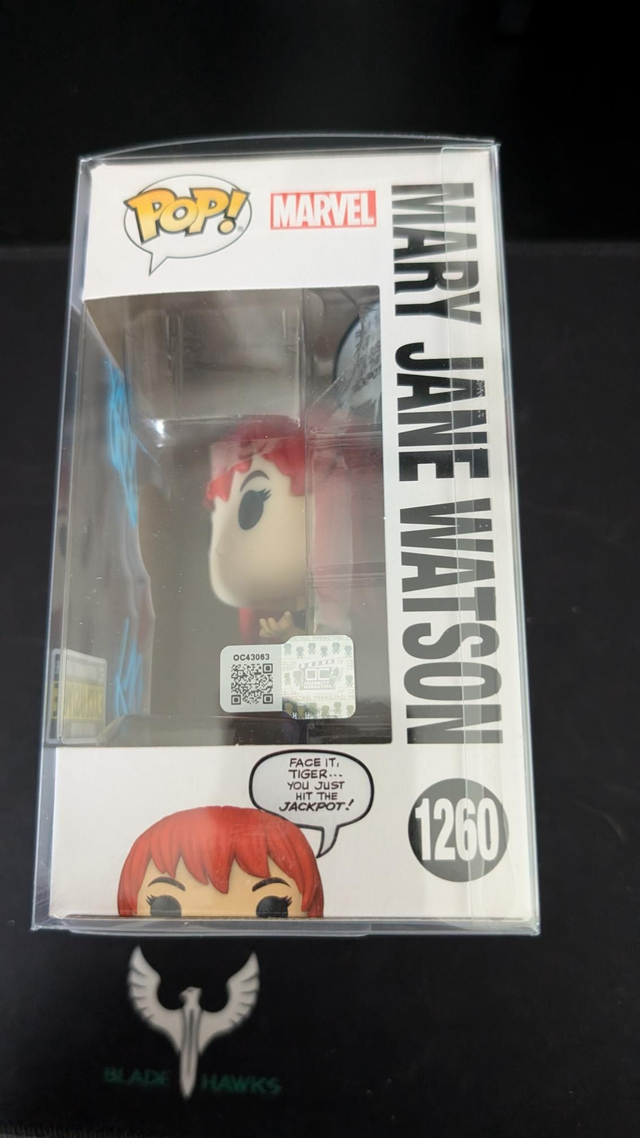 POP!
MARVEL
MARY JANE WATSON
OC43063
FACE IT,
TIGER...
YOU JUST
HIT THE
JACKPOT!
1260
BLADE HAWKS